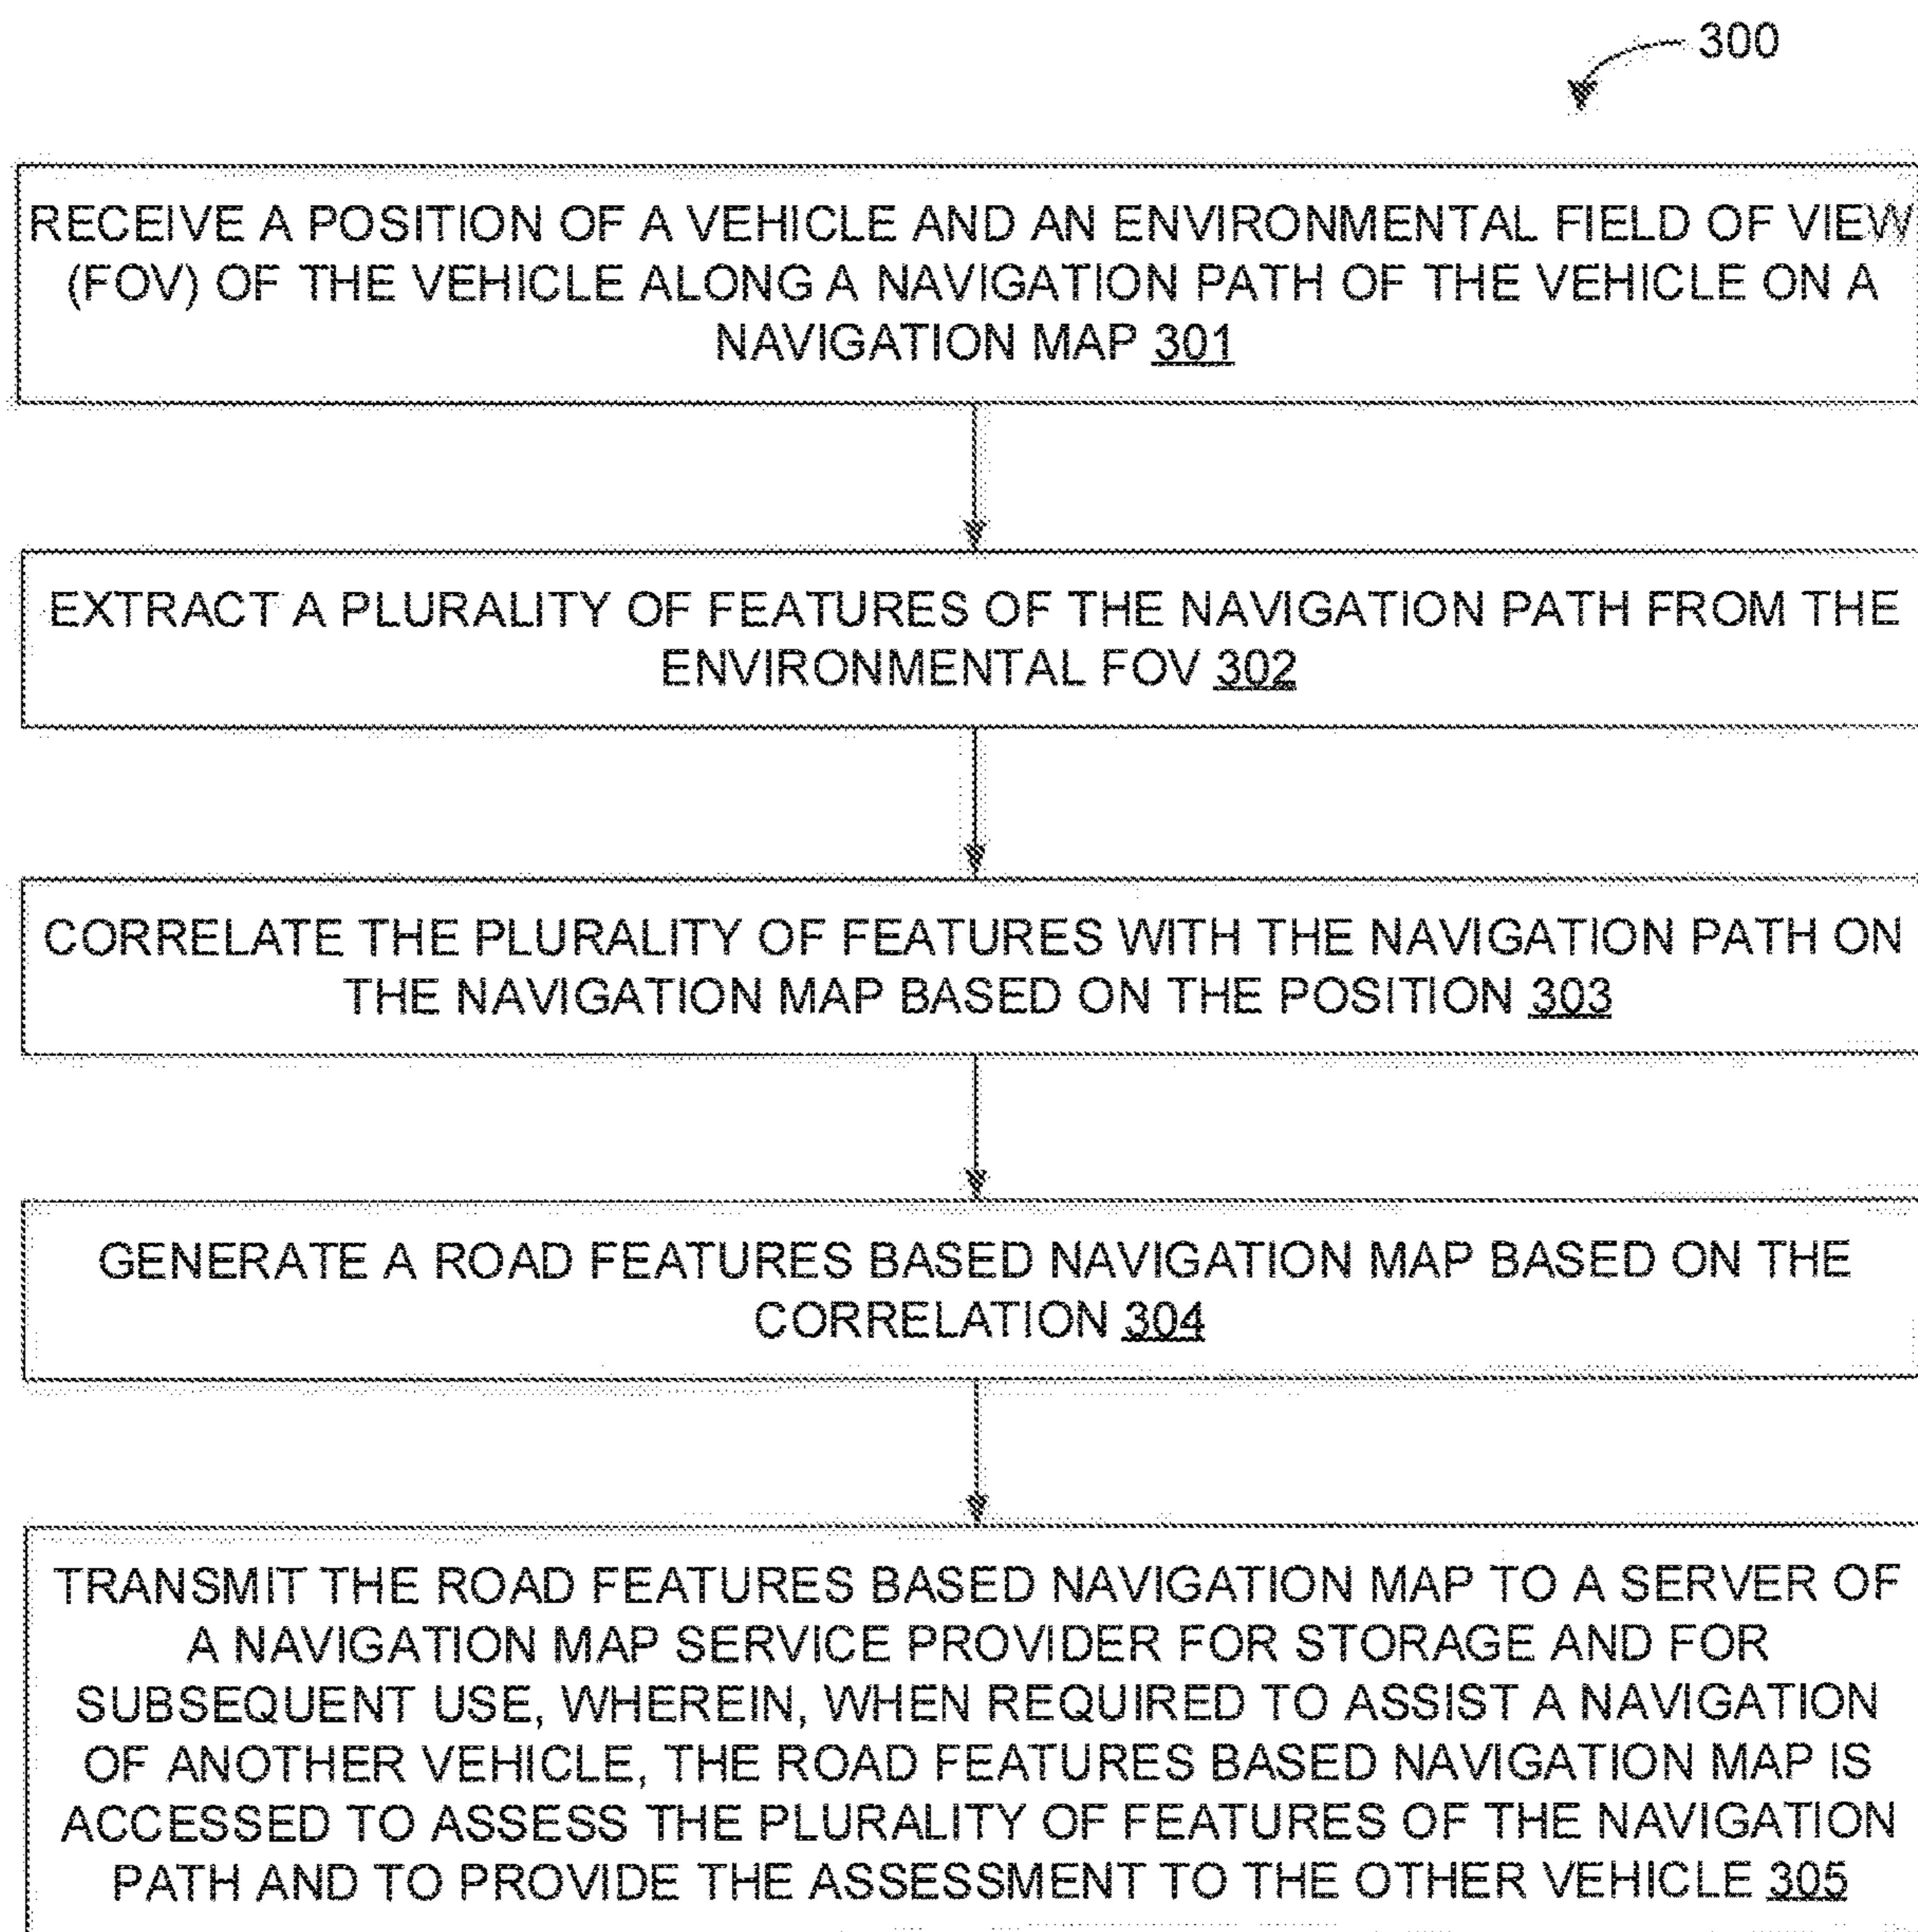 300
RECEIVE A POSITION OF A VEHICLE AND AN ENVIRONMENTAL FIELD OF VIEW
(FOV) OF THE VEHICLE ALONG A NAVIGATION PATH OF THE VEHICLE ON A
NAVIGATION MAP 301
EXTRACT A PLURALITY OF FEATURES OF THE NAVIGATION PATH FROM THE
ENVIRONMENTAL FOV 302
CORRELATE THE PLURALITY OF FEATURES WITH THE NAVIGATION PATH ON
THE NAVIGATION MAP BASED ON THE POSITION 303
GENERATE A ROAD FEATURES BASED NAVIGATION MAP BASED ON THE
CORRELATION 304
TRANSMIT THE ROAD FEATURES BASED NAVIGATION MAP TO A SERVER OF
A NAVIGATION MAP SERVICE PROVIDER FOR STORAGE AND FOR
SUBSEQUENT USE, WHEREIN, WHEN REQUIRED TO ASSIST A NAVIGATION
OF ANOTHER VEHICLE, THE ROAD FEATURES BASED NAVIGATION MAP IS
ACCESSED TO ASSESS THE PLURALITY OF FEATURES OF THE NAVIGATION
PATH AND TO PROVIDE THE ASSESSMENT TO THE OTHER VEHICLE 305